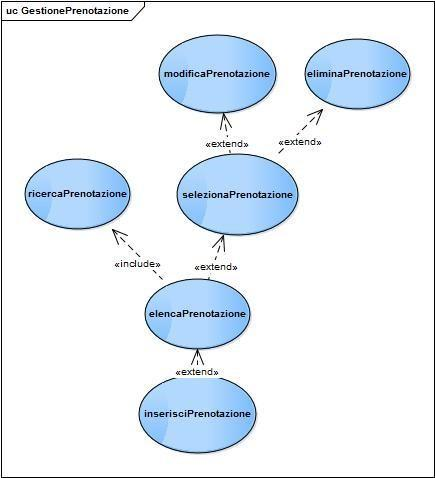 uc GestionePrenotazione
modificaPrenotazione
eliminaPrenotazione
«extend»
«extend»
ricercaPrenotazione
selezionaPrenotazione
«include»
«extend»
elencaPrenotazione
«extend»
inserisciPrenotazione